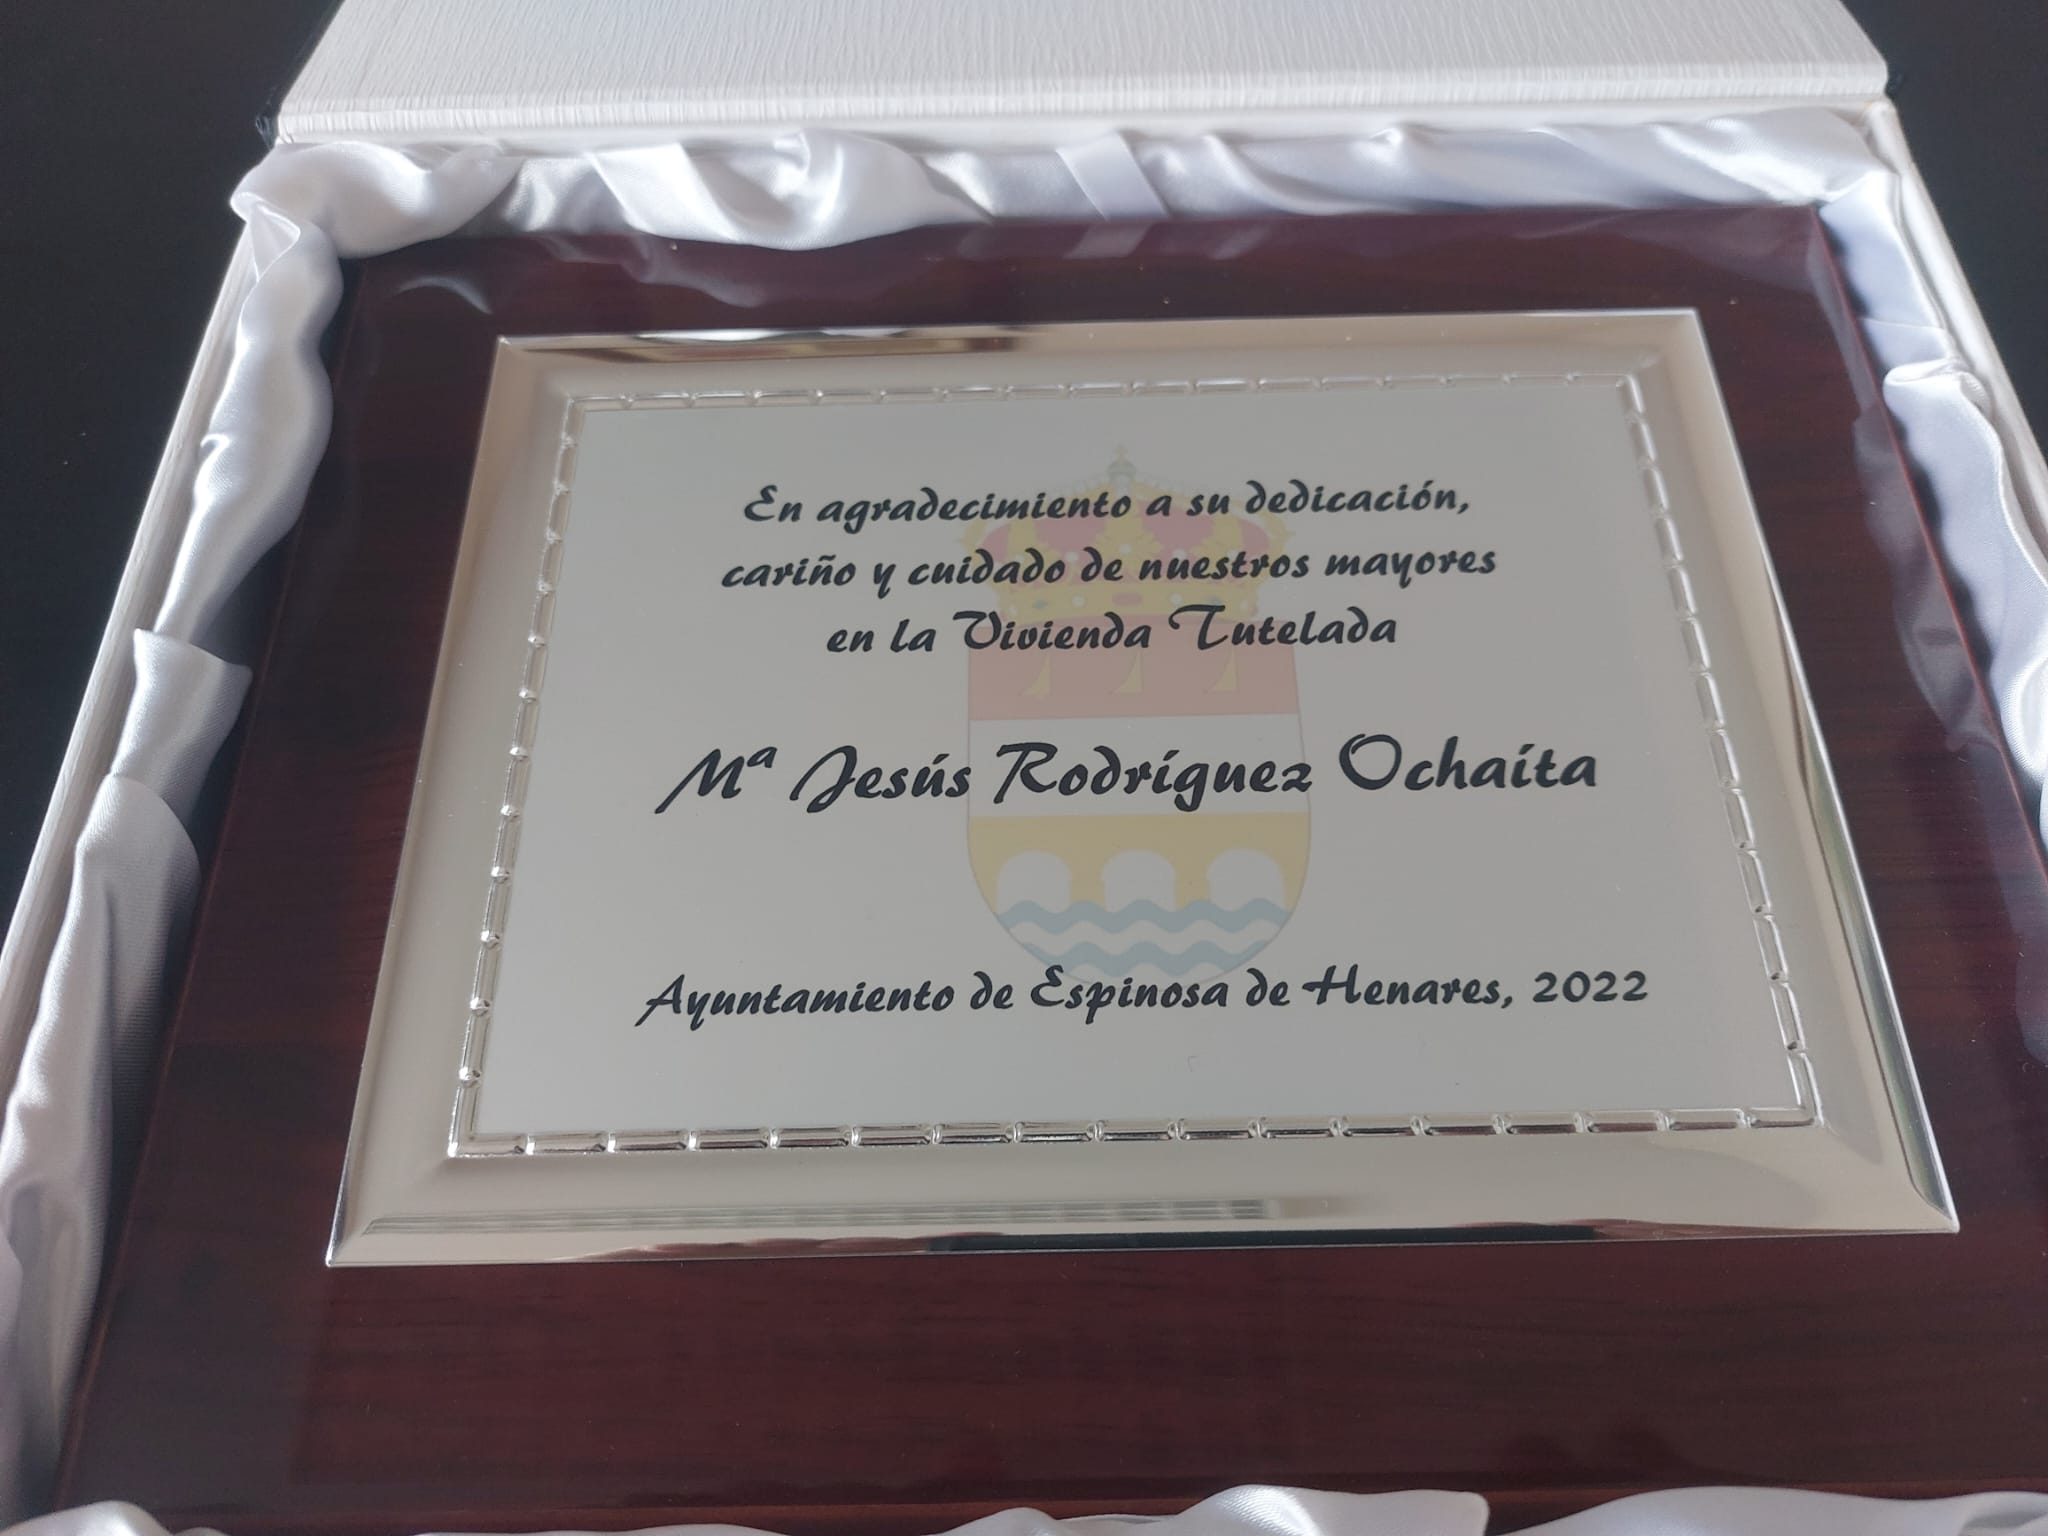 En agradecimiento a su dedicación,
cariño y cuidado de nuestros mayores
en la Vivienda Tutelada
Mª Jesús Rodríguez Ochaíta
Ayuntamiento de Espinosa de Henares, 2022